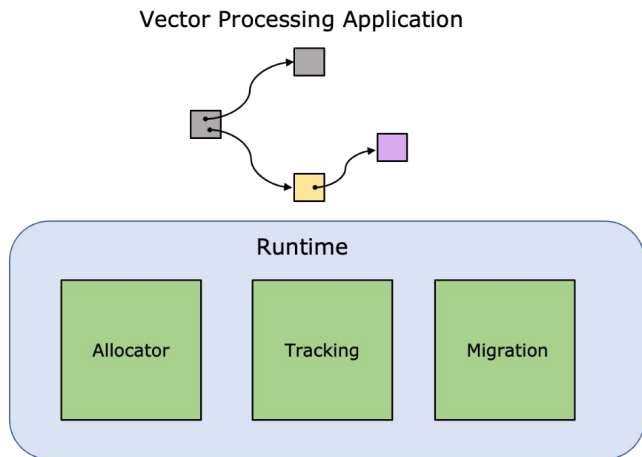 Vector Processing Application
Runtime
Allocator
Tracking
Migration